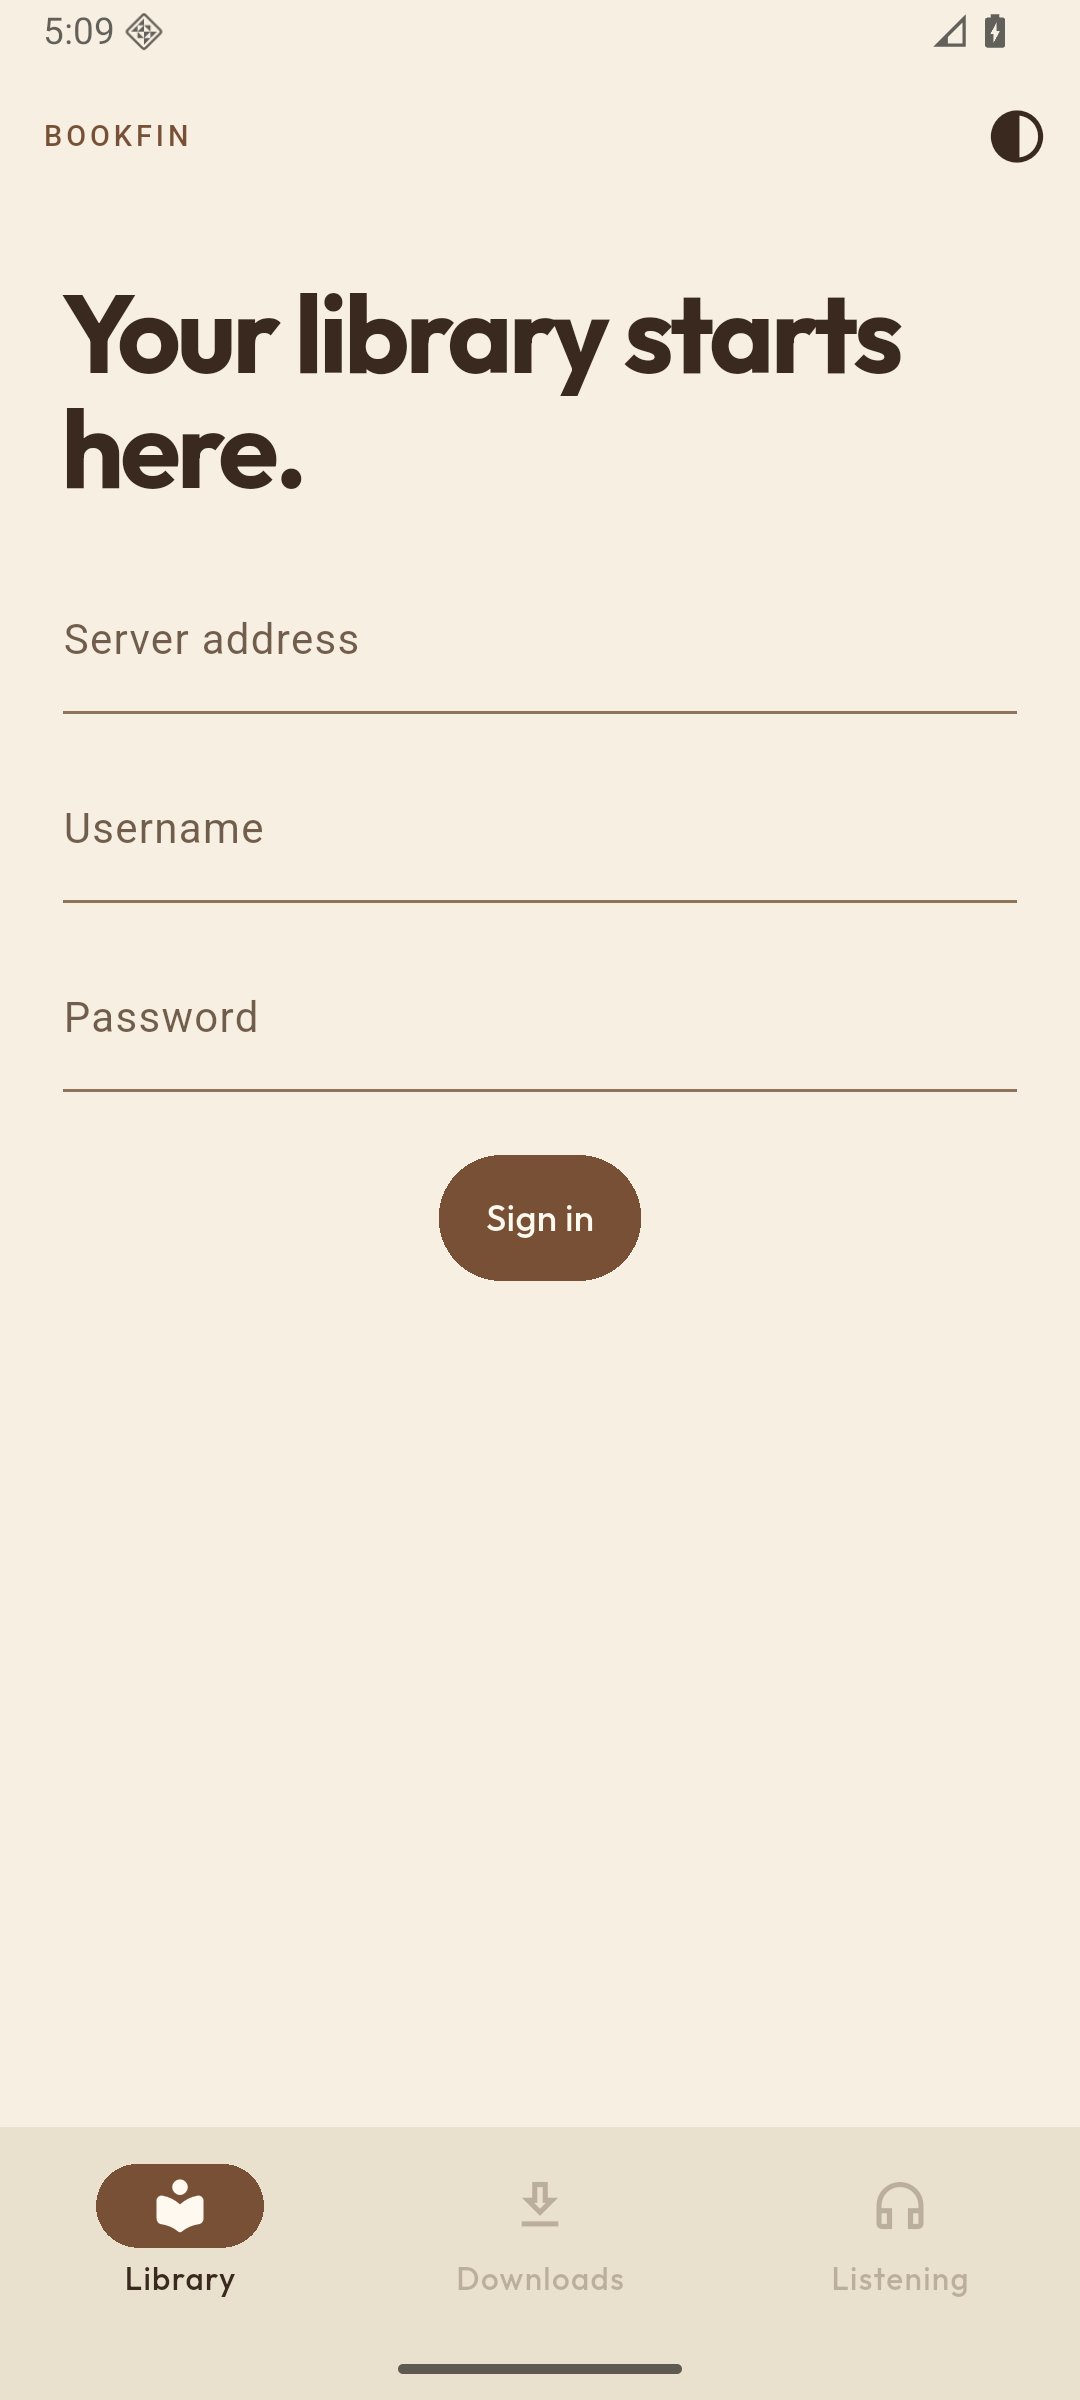 5:09
BOOKFIN
Your library starts
here.
Server address
Username
Password
Sign in
Library
Downloads
Listening